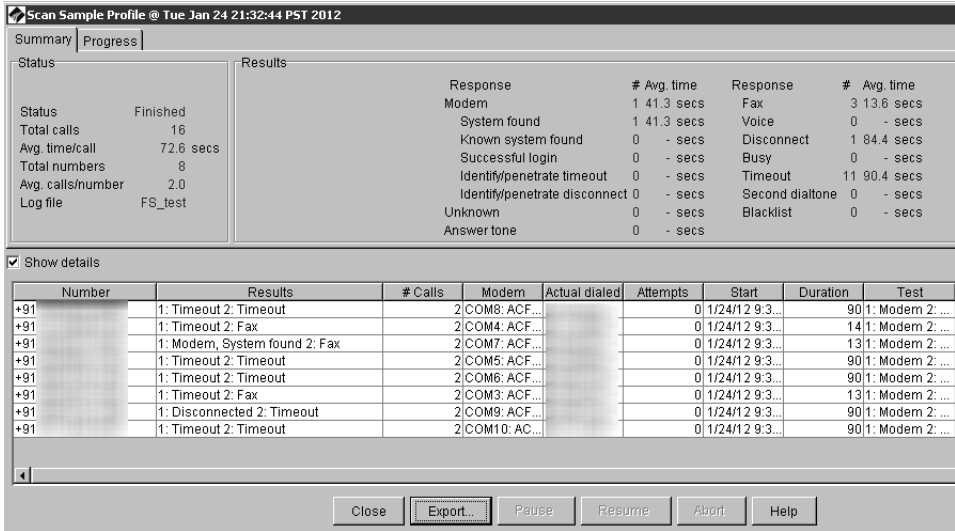 Scan Sample Profile @ Tue Jan 24 21:32:44 PST 2012
Summary Progress
Status
Status Finished
Total calls 16
Avg. time/call 72.6 secs
Total numbers 8
Avg. calls/number 2.0
Log file FS_test
Results
Response # Avg. time Response # Avg. time
Modem 1 41.3 secs Fax 3 13.6 secs
System found 1 41.3 secs Voice 0 - secs
Known system found 0 - secs Disconnect 1 84.4 secs
Successful login 0 - secs Busy 0 - secs
Identify/penetrate timeout 0 - secs Timeout 11 90.4 secs
Identify/penetrate disconnect 0 - secs Second dialtone 0 - secs
Unknown 0 - secs Blacklist 0 - secs
Answer tone 0 - secs
Show details
Number Results # Calls Modem Actual dialed Attempts Start Duration Test
+91 1: Timeout 2: Timeout 2 COM8: ACF... 0 1/24/12 9:3... 90 1: Modem 2: ...
+91 1: Timeout 2: Fax 2 COM4: ACF... 0 1/24/12 9:3... 14 1: Modem 2: ...
+91 1: Modem, System found 2: Fax 2 COM7: ACF... 0 1/24/12 9:3... 13 1: Modem 2: ...
+91 1: Timeout 2: Timeout 2 COM5: ACF... 0 1/24/12 9:3... 90 1: Modem 2: ...
+91 1: Timeout 2: Timeout 2 COM6: ACF... 0 1/24/12 9:3... 90 1: Modem 2: ...
+91 1: Timeout 2: Fax 2 COM3: ACF... 0 1/24/12 9:3... 13 1: Modem 2: ...
+91 1: Disconnected 2: Timeout 2 COM9: ACF... 0 1/24/12 9:3... 90 1: Modem 2: ...
+91 1: Timeout 2: Timeout 2 COM10: AC... 0 1/24/12 9:3... 90 1: Modem 2: ...
Close Export... Pause Resume Abort Help